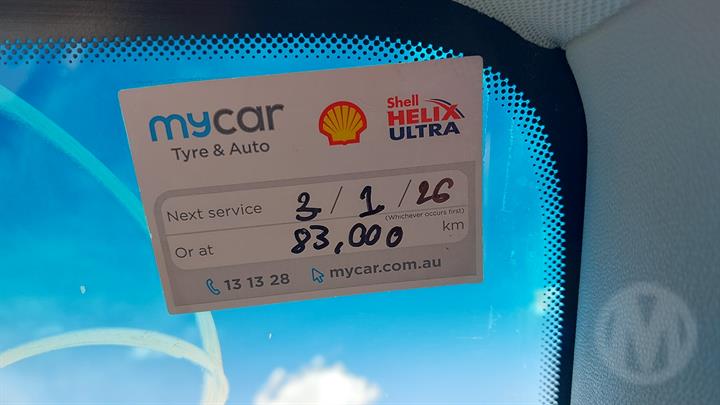 mycar
Tyre & Auto
Shell
HELIX
ULTRA
Next service 3 / 1 / 26
(Whichever occurs first)
Or at 83,000 km
13 13 28 mycar.com.au
M